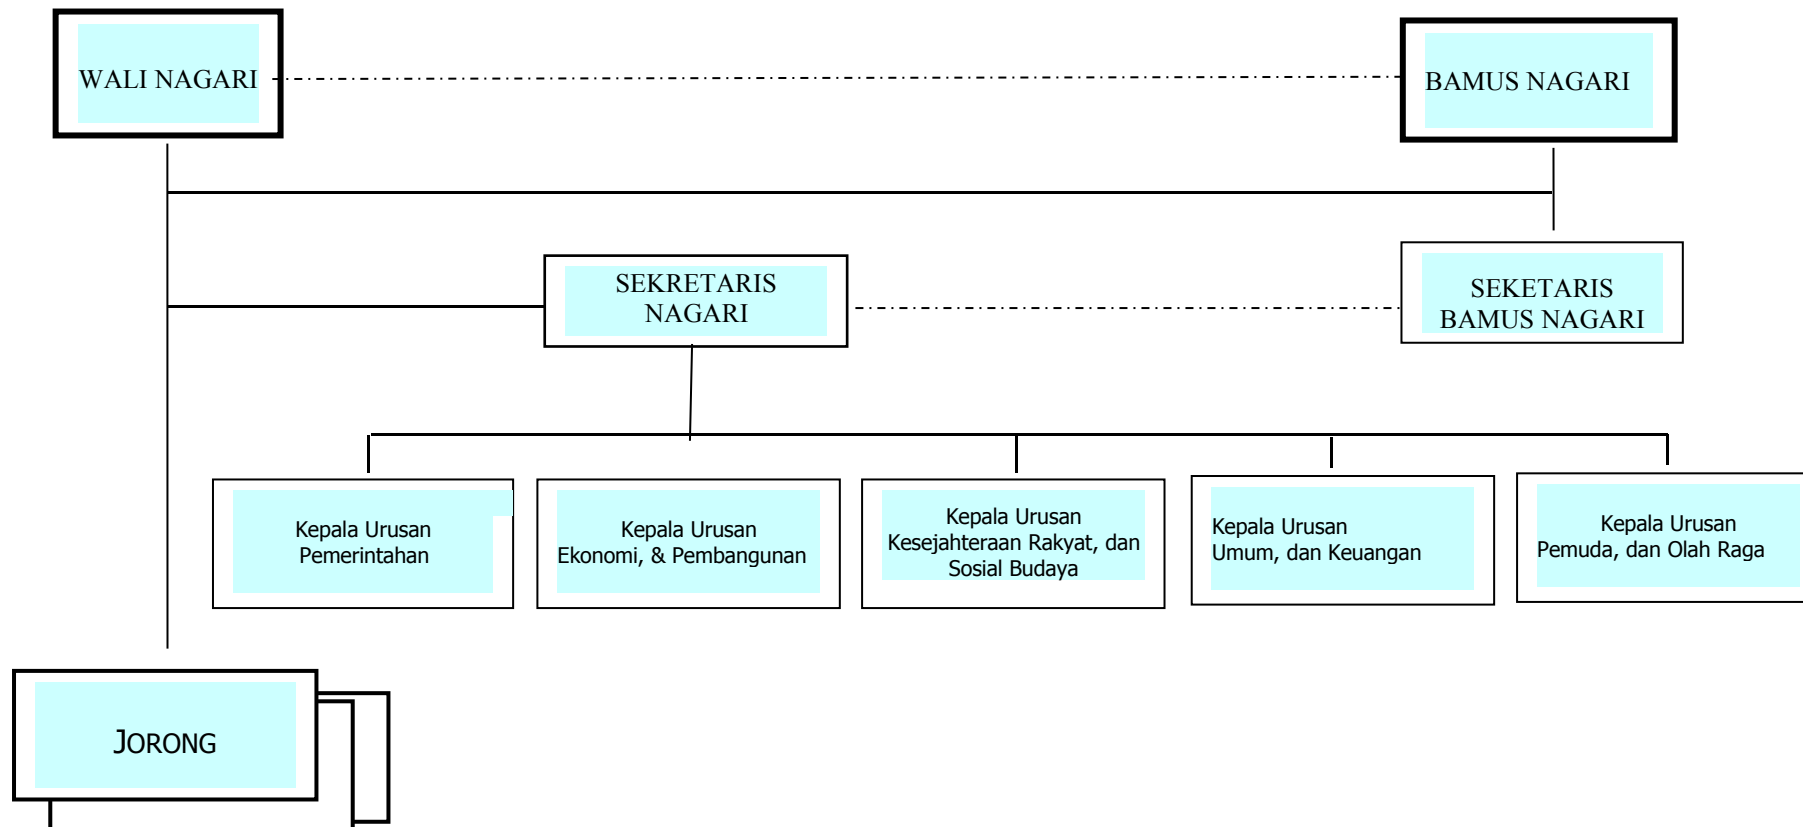 WALI NAGARI
BAMUS NAGARI
SEKRETARIS
NAGARI
SEKETARIS
BAMUS NAGARI
Kepala Urusan
Pemerintahan
Kepala Urusan
Ekonomi, & Pembangunan
Kepala Urusan
Kesejahteraan Rakyat, dan
Sosial Budaya
Kepala Urusan
Umum, dan Keuangan
Kepala Urusan
Pemuda, dan Olah Raga
JORONG